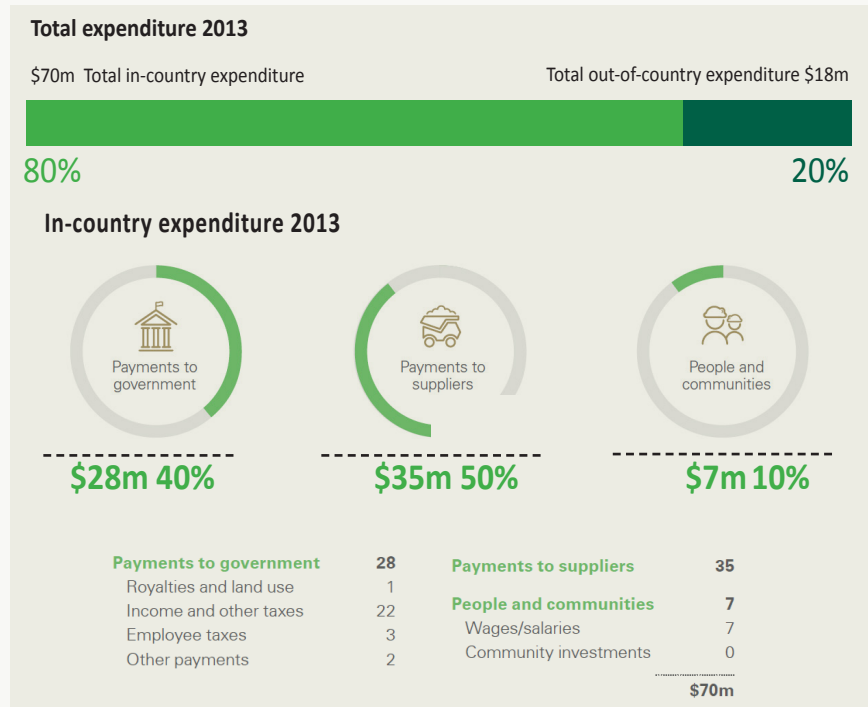 Total expenditure 2013
$70m Total in-country expenditure
Total out-of-country expenditure $18m
80%
20%
In-country expenditure 2013
Payments to
government
Payments to
suppliers
People and
communities
$28m 40%
$35m 50%
$7m 10%
Payments to government 28
Royalties and land use 1
Income and other taxes 22
Employee taxes 3
Other payments 2
Payments to suppliers 35
People and communities 7
Wages/salaries 7
Community investments 0
$70m